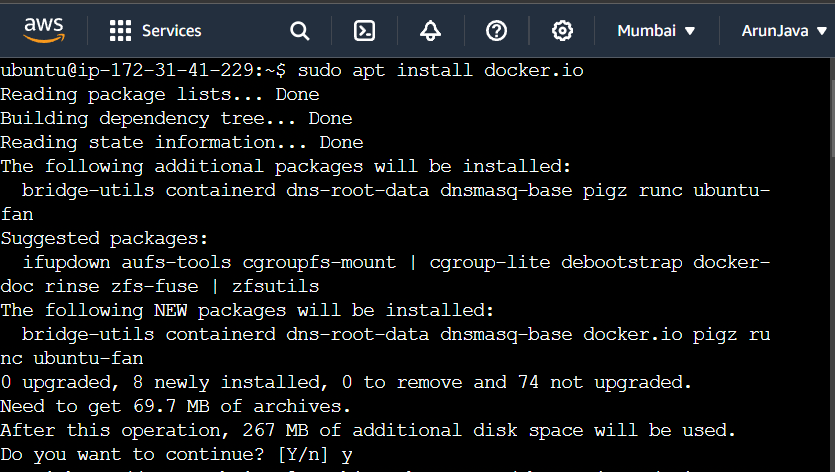 aws
Services
Mumbai
ArunJava
ubuntu@ip-172-31-41-229:~$ sudo apt install docker.io
Reading package lists... Done
Building dependency tree... Done
Reading state information... Done
The following additional packages will be installed:
  bridge-utils containerd dns-root-data dnsmasq-base pigz runc ubuntu-
fan
Suggested packages:
  ifupdown aufs-tools cgroupfs-mount | cgroup-lite debootstrap docker-
doc rinse zfs-fuse | zfsutils
The following NEW packages will be installed:
  bridge-utils containerd dns-root-data dnsmasq-base docker.io pigz ru
nc ubuntu-fan
0 upgraded, 8 newly installed, 0 to remove and 74 not upgraded.
Need to get 69.7 MB of archives.
After this operation, 267 MB of additional disk space will be used.
Do you want to continue? [Y/n] y